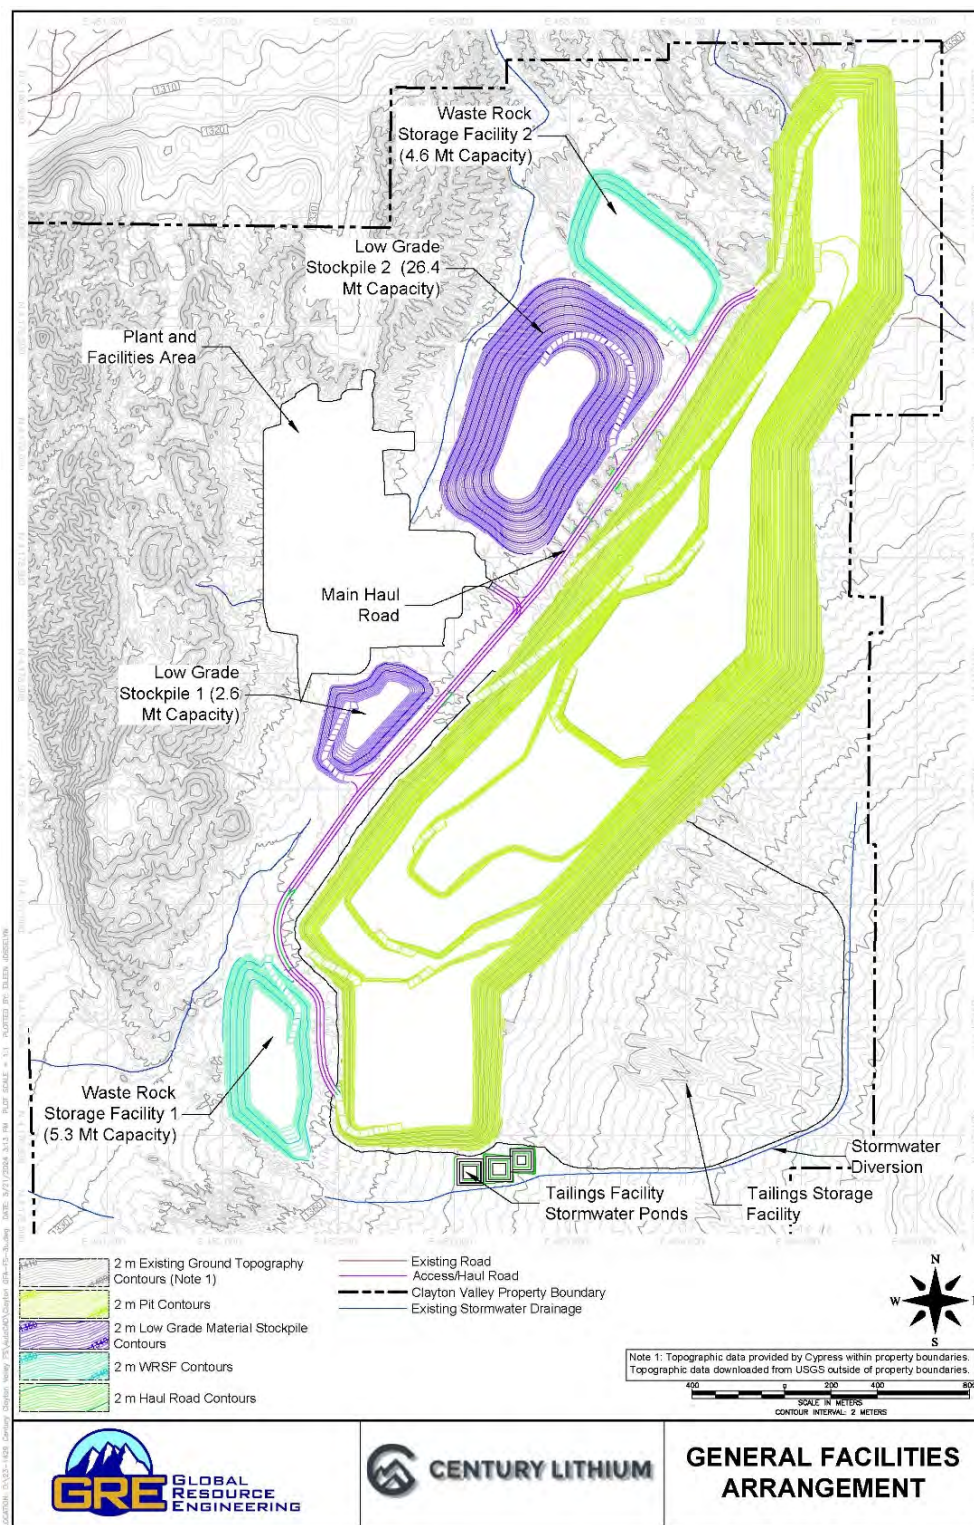 Waste Rock
Storage Facility 2
(4.6 Mt Capacity)
Low Grade
Stockpile 2 (26.4
Mt Capacity)
Plant and
Facilities Area
Main Haul
Road
Low Grade
Stockpile 1 (2.6
Mt Capacity)
Waste Rock
Storage Facility 1
(5.3 Mt Capacity)
Stormwater
Diversion
Tailings Facility
Stormwater Ponds
Tailings Storage
Facility
1310
1320
2 m Existing Ground Topography
Contours (Note 1)
2 m Pit Contours
2 m Low Grade Material Stockpile
Contours
2 m WRSF Contours
2 m Haul Road Contours
Existing Road
Access/Haul Road
Clayton Valley Property Boundary
Existing Stormwater Drainage
N
W
S
Note 1: Topographic data provided by Cypress within property boundaries.
Topographic data downloaded from USGS outside of property boundaries.
400
0
200
400
SCALE IN METERS
CONTOUR INTERVAL: 2 METERS
GRE
GLOBAL
RESOURCE
ENGINEERING
CENTURY LITHIUM
GENERAL FACILITIES
ARRANGEMENT